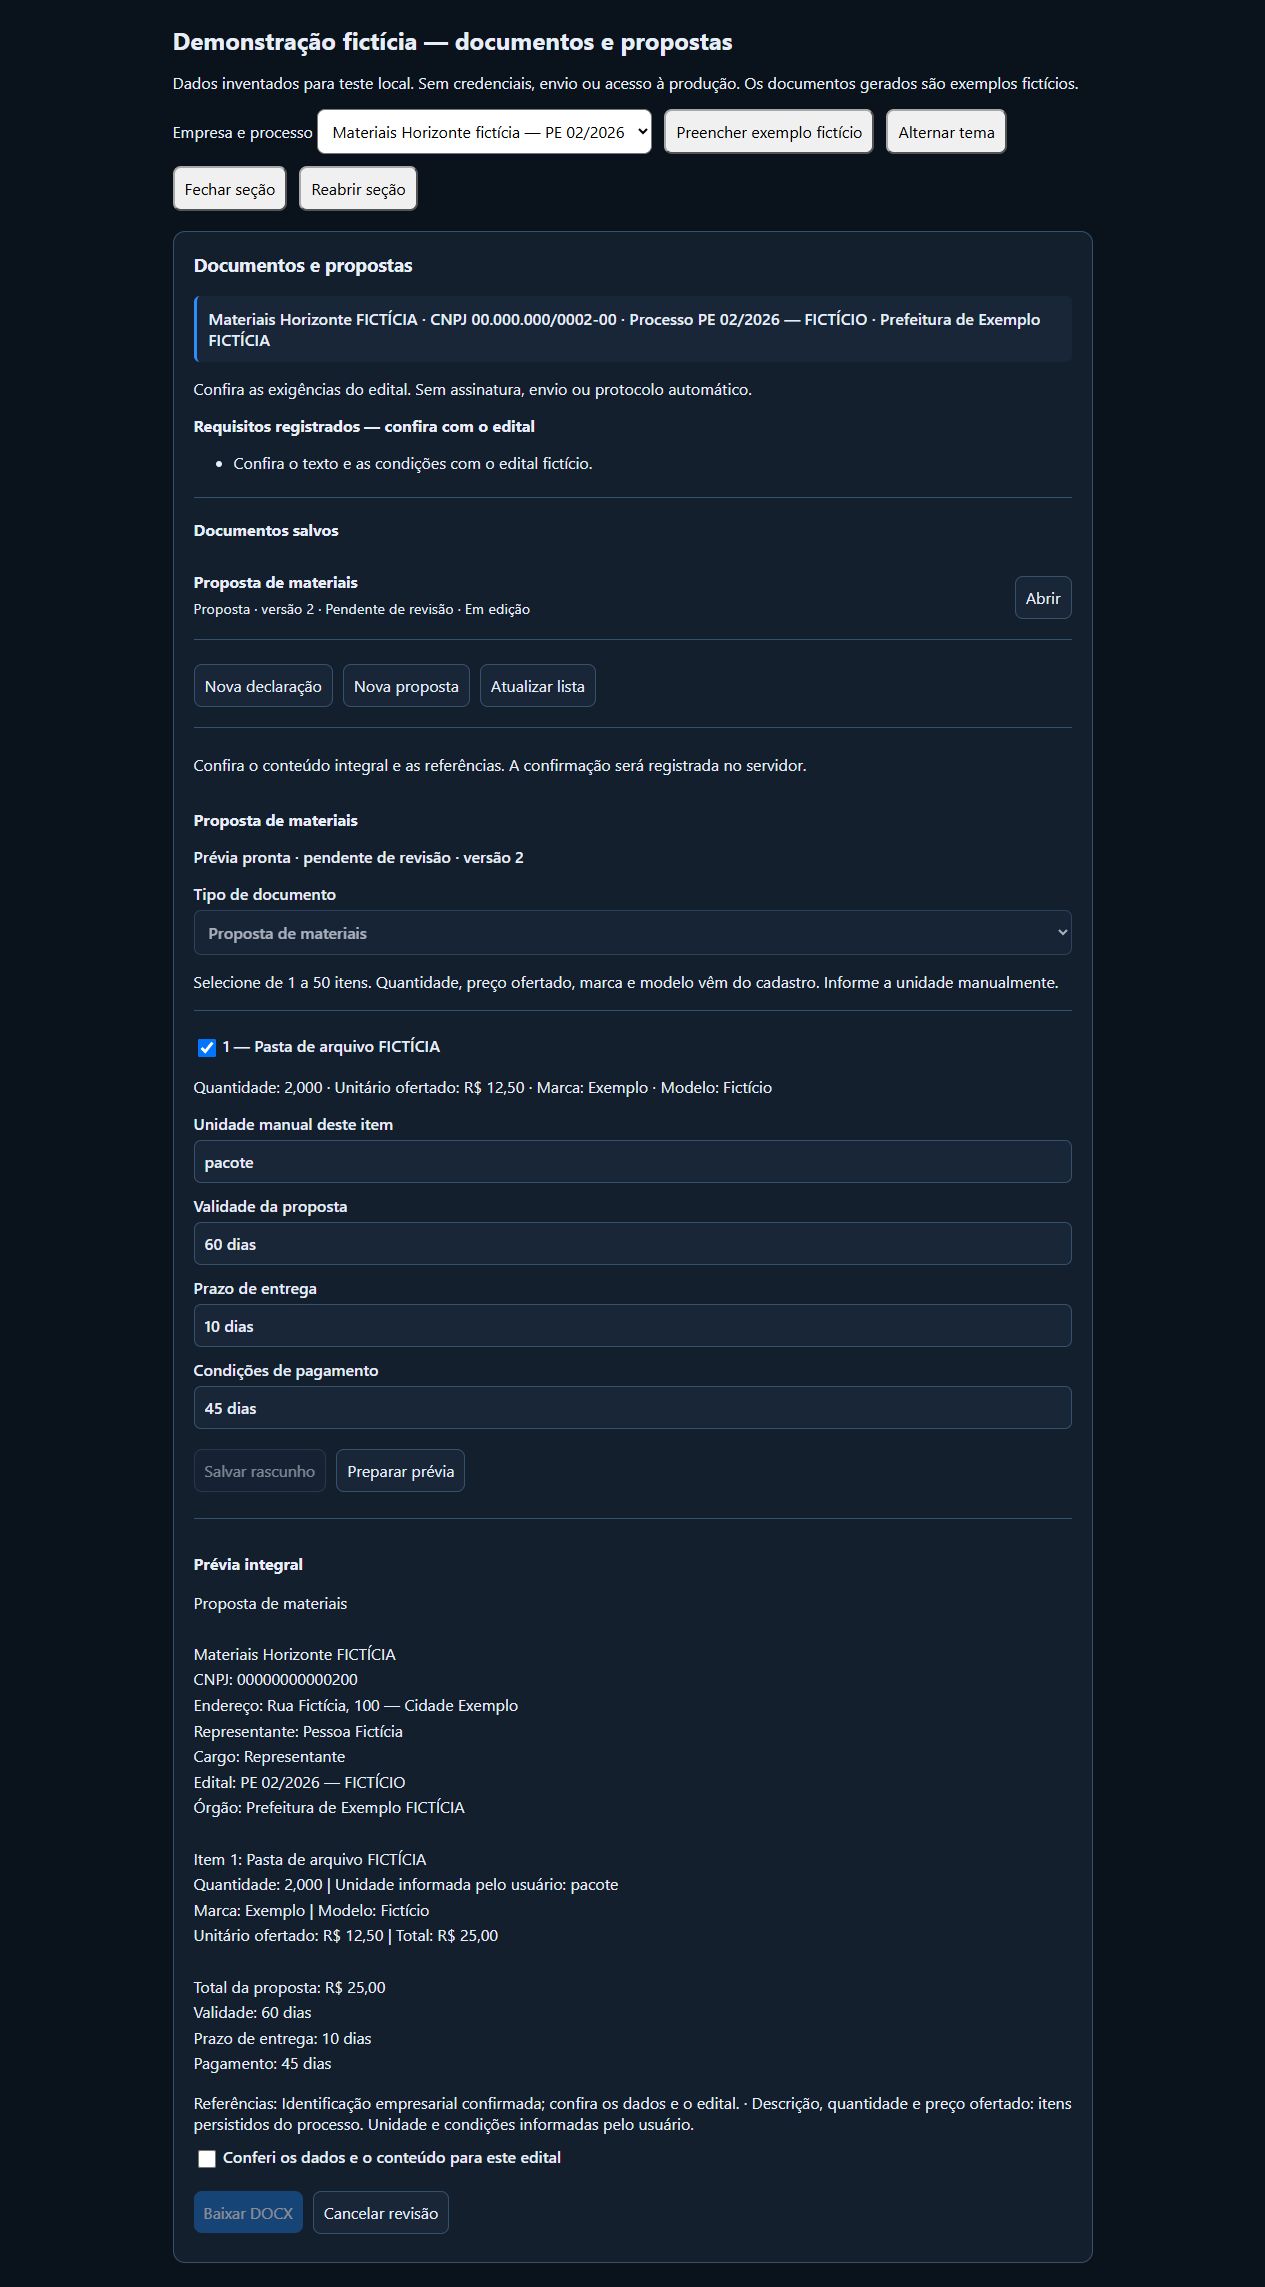 Demonstração fictícia — documentos e propostas
Dados inventados para teste local. Sem credenciais, envio ou acesso à produção. Os documentos gerados são exemplos fictícios.
Empresa e processo Materiais Horizonte fictícia — PE 02/2026 Preencher exemplo fictício Alternar tema
Fechar seção Reabrir seção
Documentos e propostas
Materiais Horizonte FICTÍCIA · CNPJ 00.000.000/0002-00 · Processo PE 02/2026 — FICTÍCIO · Prefeitura de Exemplo
FICTÍCIA
Confira as exigências do edital. Sem assinatura, envio ou protocolo automático.
Requisitos registrados — confira com o edital
• Confira o texto e as condições com o edital fictício.
Documentos salvos
Proposta de materiais
Proposta · versão 2 · Pendente de revisão · Em edição
Abrir
Nova declaração Nova proposta Atualizar lista
Confira o conteúdo integral e as referências. A confirmação será registrada no servidor.
Proposta de materiais
Prévia pronta · pendente de revisão · versão 2
Tipo de documento
Proposta de materiais
Selecione de 1 a 50 itens. Quantidade, preço ofertado, marca e modelo vêm do cadastro. Informe a unidade manualmente.
1 — Pasta de arquivo FICTÍCIA
Quantidade: 2,000 · Unitário ofertado: R$ 12,50 · Marca: Exemplo · Modelo: Fictício
Unidade manual deste item
pacote
Validade da proposta
60 dias
Prazo de entrega
10 dias
Condições de pagamento
45 dias
Salvar rascunho Preparar prévia
Prévia integral
Proposta de materiais
Materiais Horizonte FICTÍCIA
CNPJ: 00000000000200
Endereço: Rua Fictícia, 100 — Cidade Exemplo
Representante: Pessoa Fictícia
Cargo: Representante
Edital: PE 02/2026 — FICTÍCIO
Órgão: Prefeitura de Exemplo FICTÍCIA
Item 1: Pasta de arquivo FICTÍCIA
Quantidade: 2,000 | Unidade informada pelo usuário: pacote
Marca: Exemplo | Modelo: Fictício
Unitário ofertado: R$ 12,50 | Total: R$ 25,00
Total da proposta: R$ 25,00
Validade: 60 dias
Prazo de entrega: 10 dias
Pagamento: 45 dias
Referências: Identificação empresarial confirmada; confira os dados e o edital. · Descrição, quantidade e preço ofertado: itens
persistidos do processo. Unidade e condições informadas pelo usuário.
Conferi os dados e o conteúdo para este edital
Baixar DOCX Cancelar revisão